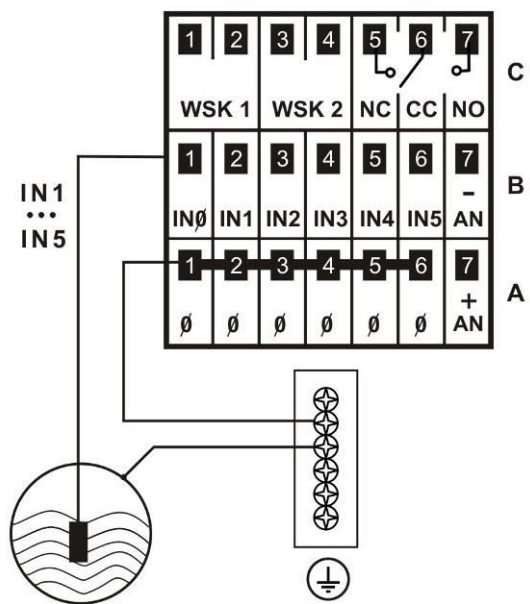 1 2 3 4 5 6 7
WSK 1 WSK 2 NC CC NO
C
1 2 3 4 5 6 7
INØ IN1 IN2 IN3 IN4 IN5 - AN
B
1 2 3 4 5 6 7
Ø Ø Ø Ø Ø Ø + AN
A
IN1
•••
IN5